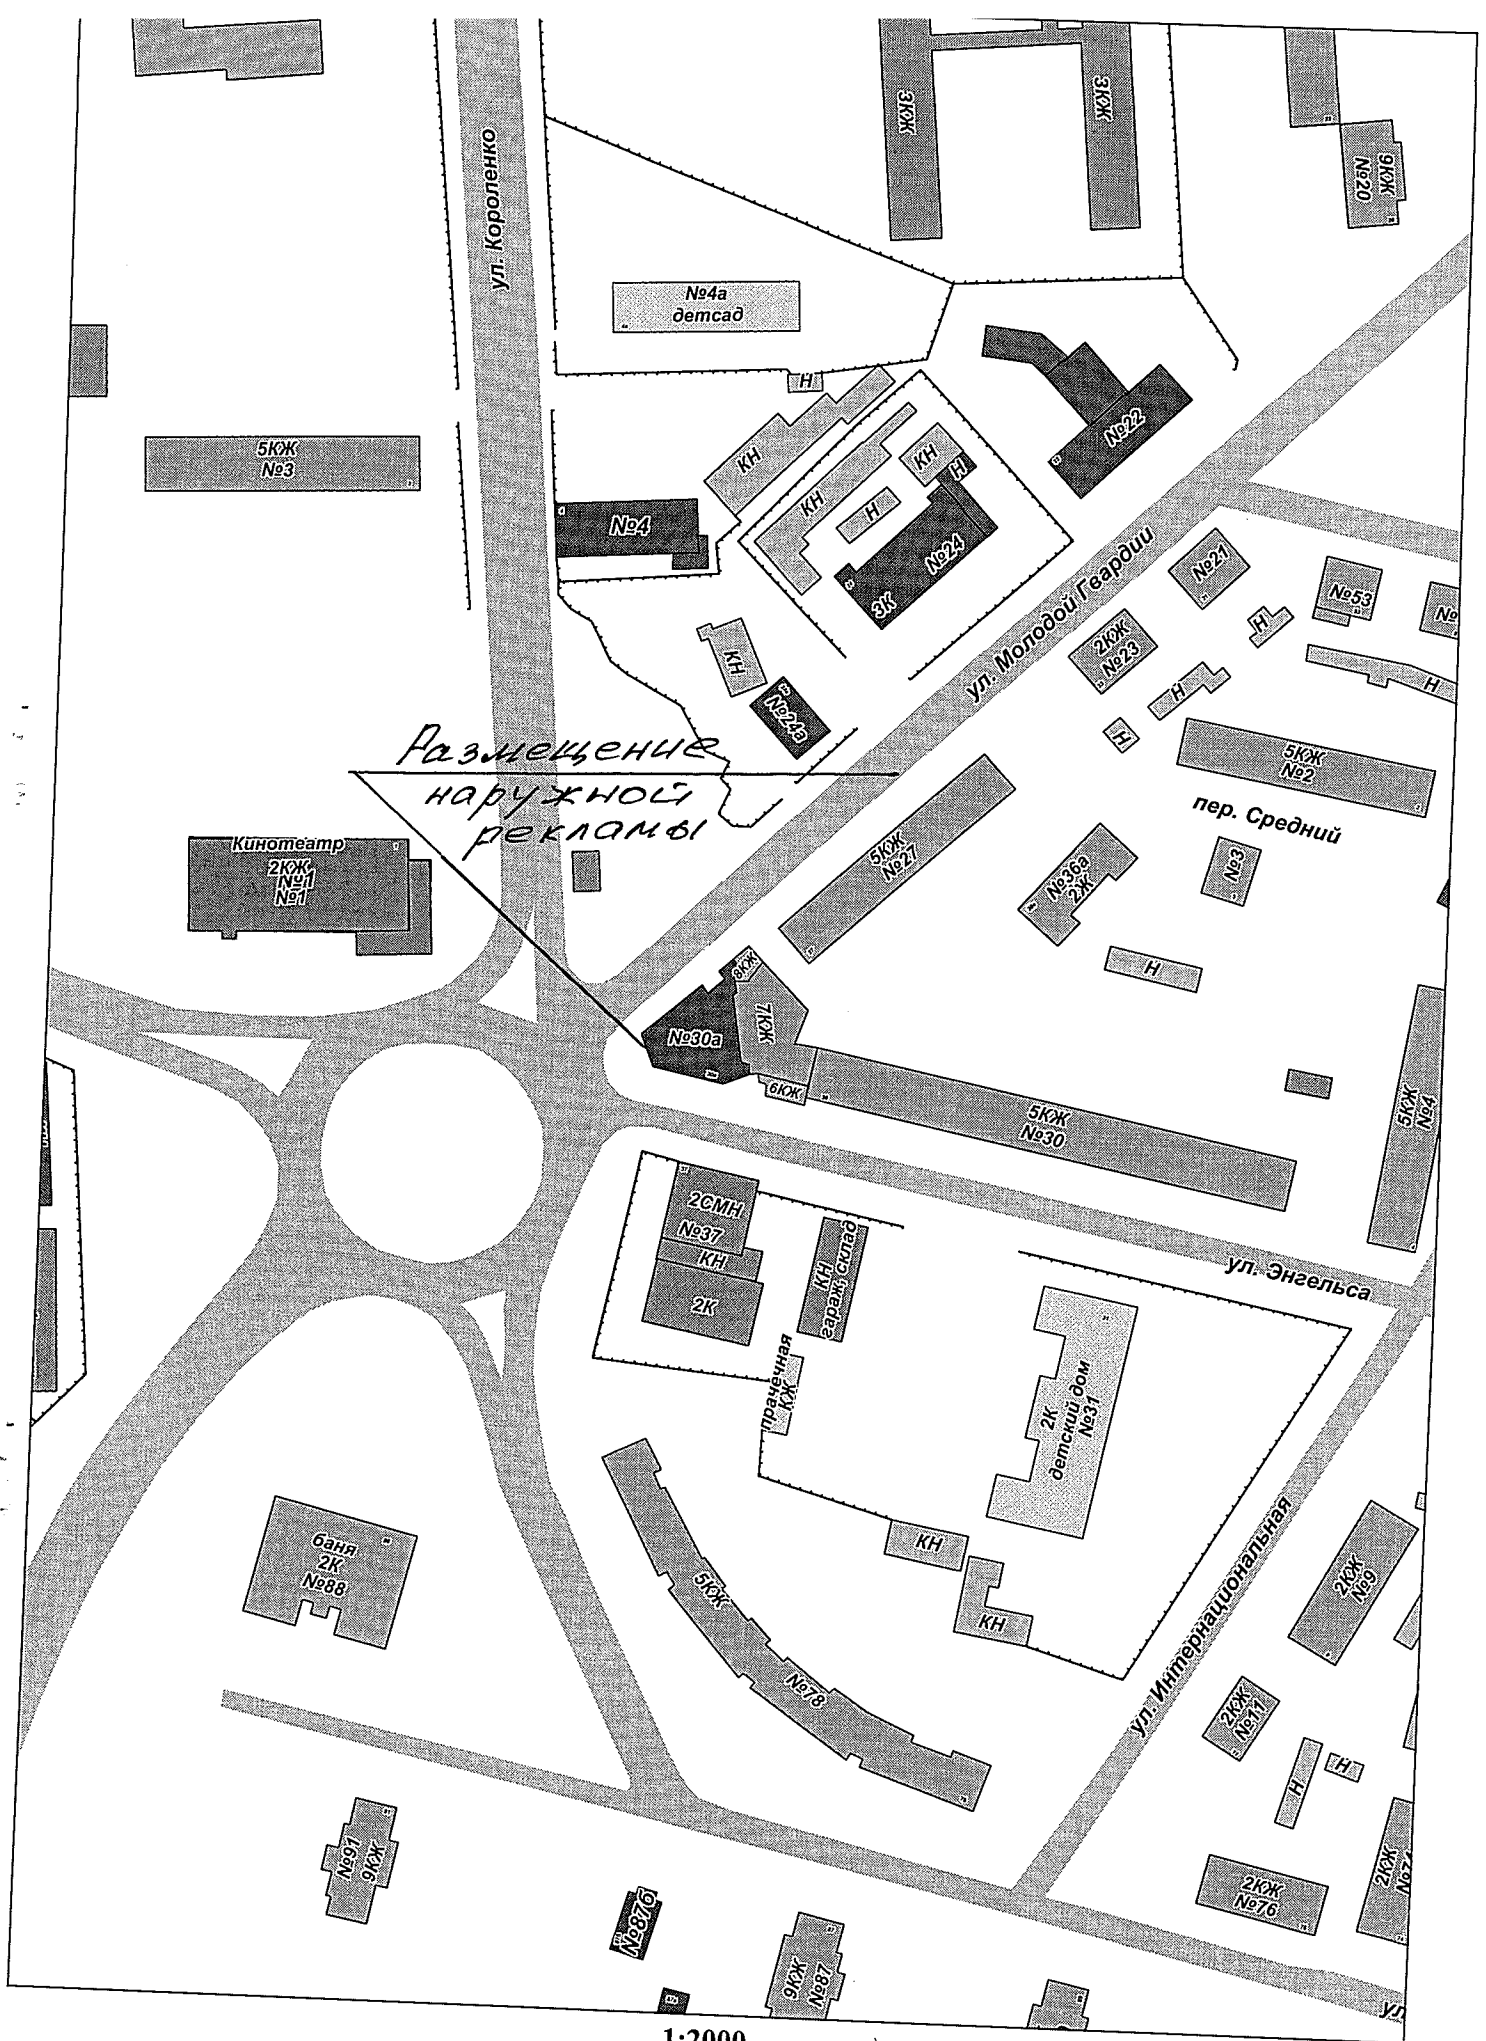 3КЖ
3КЖ
9КЖ
№20
ул. Короленко
№4а
детсад
Н
№22
5КЖ
№3
КН
КН
КН
Н
Н
№4
№24
3К
ул. Молодой Гвардии
№21
№53
2КЖ
№23
Н
Н
Н
Н
КН
№24а
Размещение
наружной
рекламы
5КЖ
№2
пер. Средний
Кинотеатр
2КЖ
№1
№1
5КЖ
№27
№36а
2Ж
№3
Н
8КЖ
7КЖ
№30а
6КЖ
5КЖ
№30
5КЖ
№4
2СМН
№37
КН
2К
КН
гараж, склад
ул. Энгельса
прачечная
КЖ
2К
детский дом
№31
баня
2К
№88
КН
КН
5КЖ
№78
ул. Интернациональная
2КЖ
№9
2КЖ
№11
Н
Н
№91
9КЖ
2КЖ
№76
2КЖ
№74
№87б
9КЖ
№87
ул
1:2000